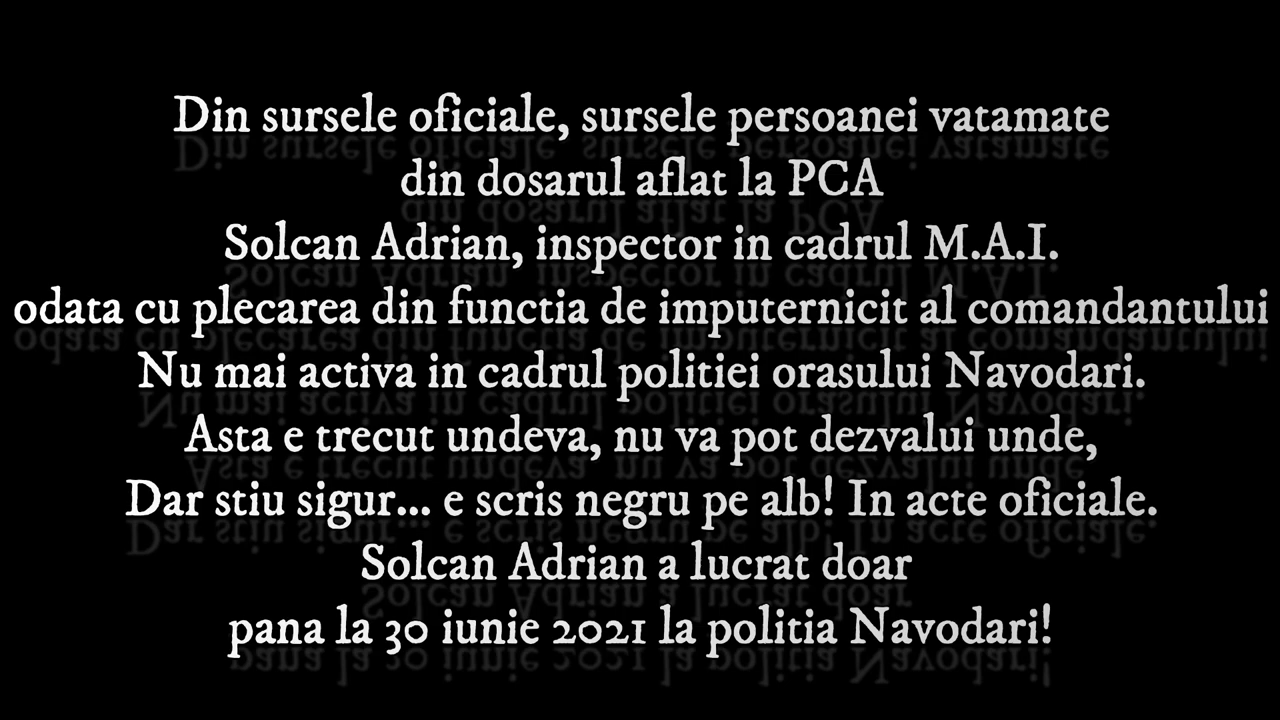 Din sursele oficiale, sursele persoanei vatamate
din dosarul aflat la PCA
Solcan Adrian, inspector in cadrul M.A.I.
odata cu plecarea din functia de imputernicit al comandantului
Nu mai activa in cadrul politiei orasului Navodari.
Asta e trecut undeva, nu va pot dezvalui unde,
Dar stiu sigur... e scris negru pe alb! In acte oficiale.
Solcan Adrian a lucrat doar
pana la 30 iunie 2021 la politia Navodari!